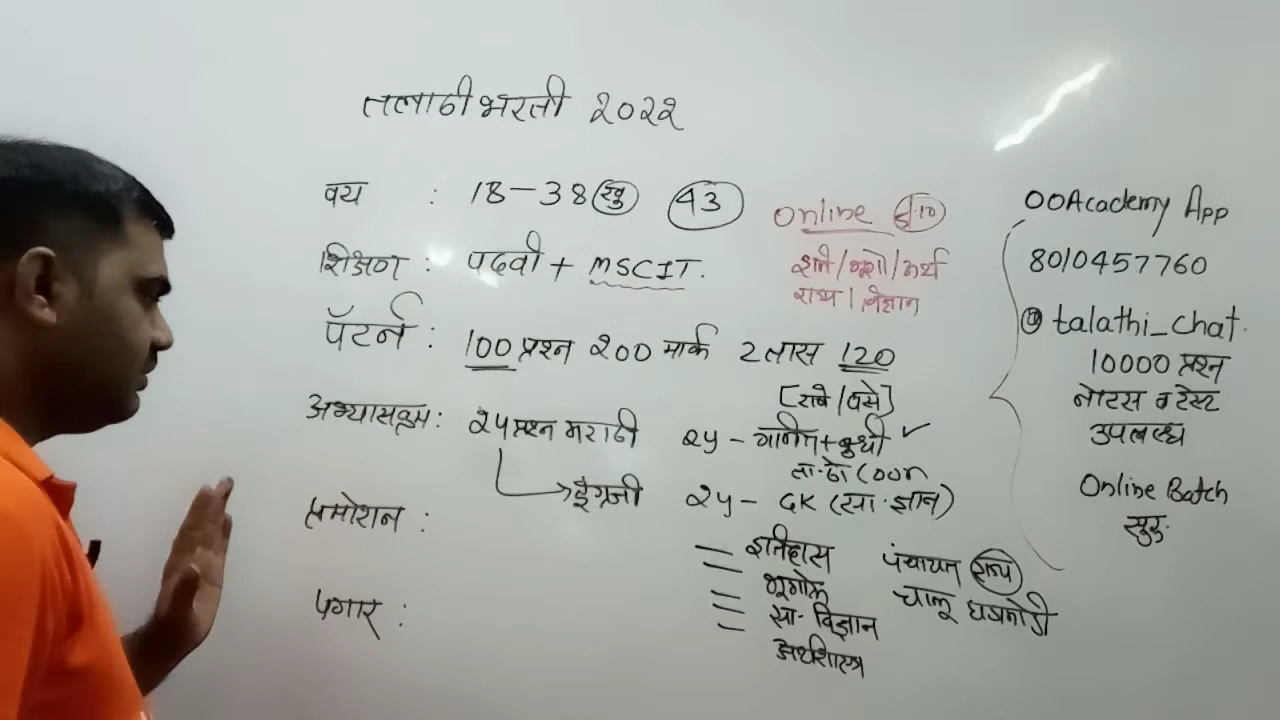 तलाठी भरती २०२२
वय : 18-38 खु 43
शिक्षण : पदवी + MSCIT.
पॅटर्न : 100 प्रश्न २०० मार्क 2 तास 120
अभ्यासक्रम: २५ प्रश्न मराठी २५ - गणित + बुध्दी
इंग्रजी २५ - GK (सा. ज्ञान)
प्रमोशन :
पगार :
इतिहास
भूगोल
सा. विज्ञान
अर्थशास्त्र
पंचायत राज्य
चालू घडामोडी
Online
राज्य / विज्ञान
OOAcademy App
8010457760
@ talathi_chat.
10000 प्रश्न
नोटस व टेस्ट
उपलब्ध
Online Batch
सुरु.